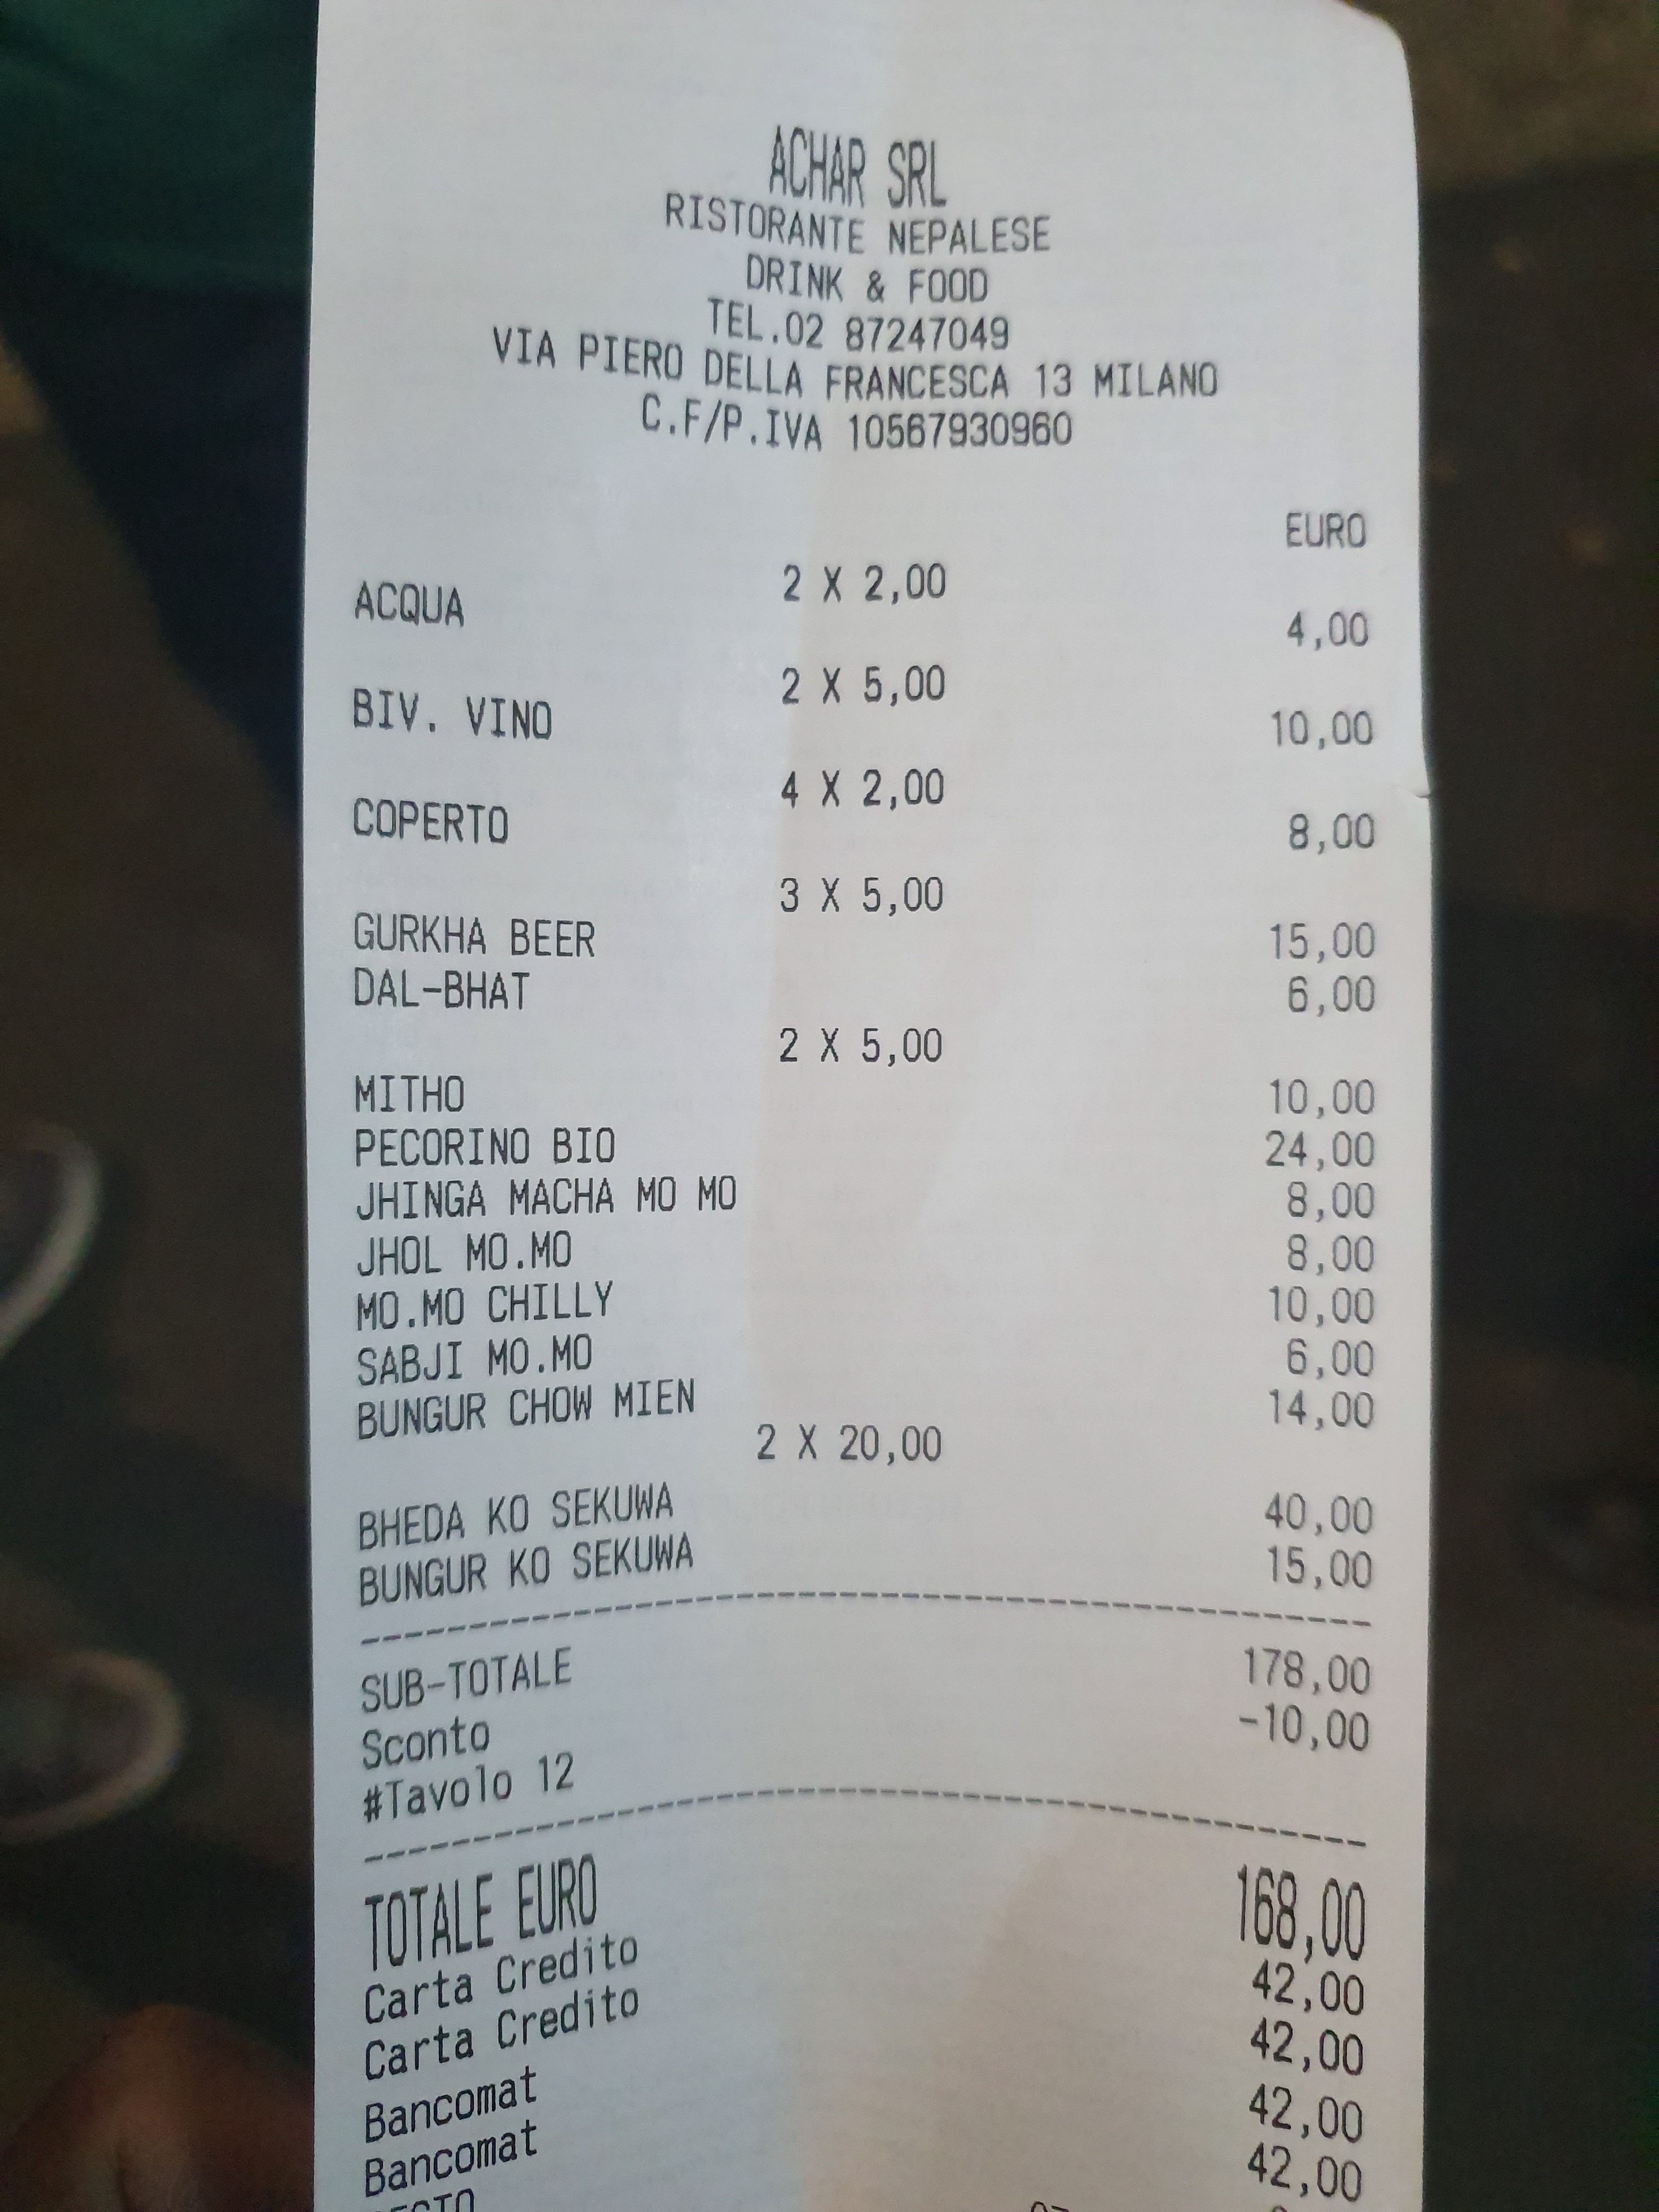 ACHAR SRL
RISTORANTE NEPALESE
DRINK & FOOD
TEL.02 87247049
VIA PIERO DELLA FRANCESCA 13 MILANO
C.F/P.IVA 10567930960
EURO
2 X 2,00
ACQUA 4,00
2 X 5,00
BIV. VINO 10,00
4 X 2,00
COPERTO 8,00
3 X 5,00
GURKHA BEER 15,00
DAL-BHAT 6,00
2 X 5,00
MITHO 10,00
PECORINO BIO 24,00
JHINGA MACHA MO MO 8,00
JHOL MO.MO 8,00
MO.MO CHILLY 10,00
SABJI MO.MO 6,00
BUNGUR CHOW MIEN 14,00
2 X 20,00
BHEDA KO SEKUWA 40,00
BUNGUR KO SEKUWA 15,00
SUB-TOTALE 178,00
Sconto -10,00
#Tavolo 12
TOTALE EURO 168,00
Carta Credito 42,00
Carta Credito 42,00
Bancomat 42,00
Bancomat 42,00